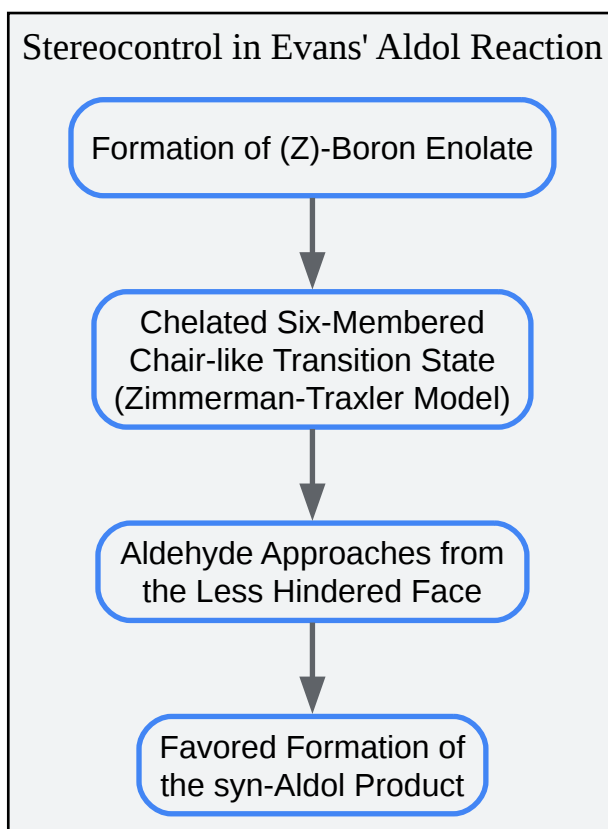 Stereocontrol in Evans' Aldol Reaction
Formation of (Z)-Boron Enolate
Chelated Six-Membered
Chair-like Transition State
(Zimmerman-Traxler Model)
Aldehyde Approaches from
the Less Hindered Face
Favored Formation of
the syn-Aldol Product